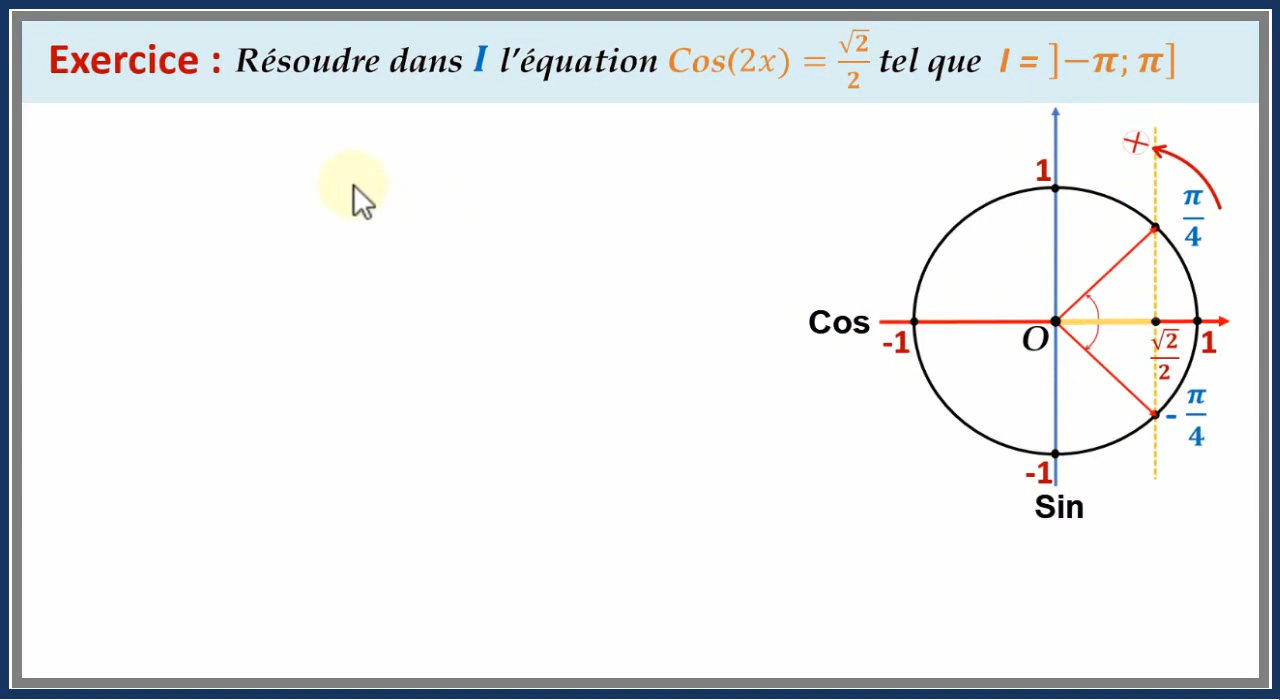 Exercice : Résoudre dans I l'équation Cos(2x) = √2/2 tel que I = ]−π; π]
+
1
π/4
Cos
-1
O
√2/2
1
- π/4
-1
Sin